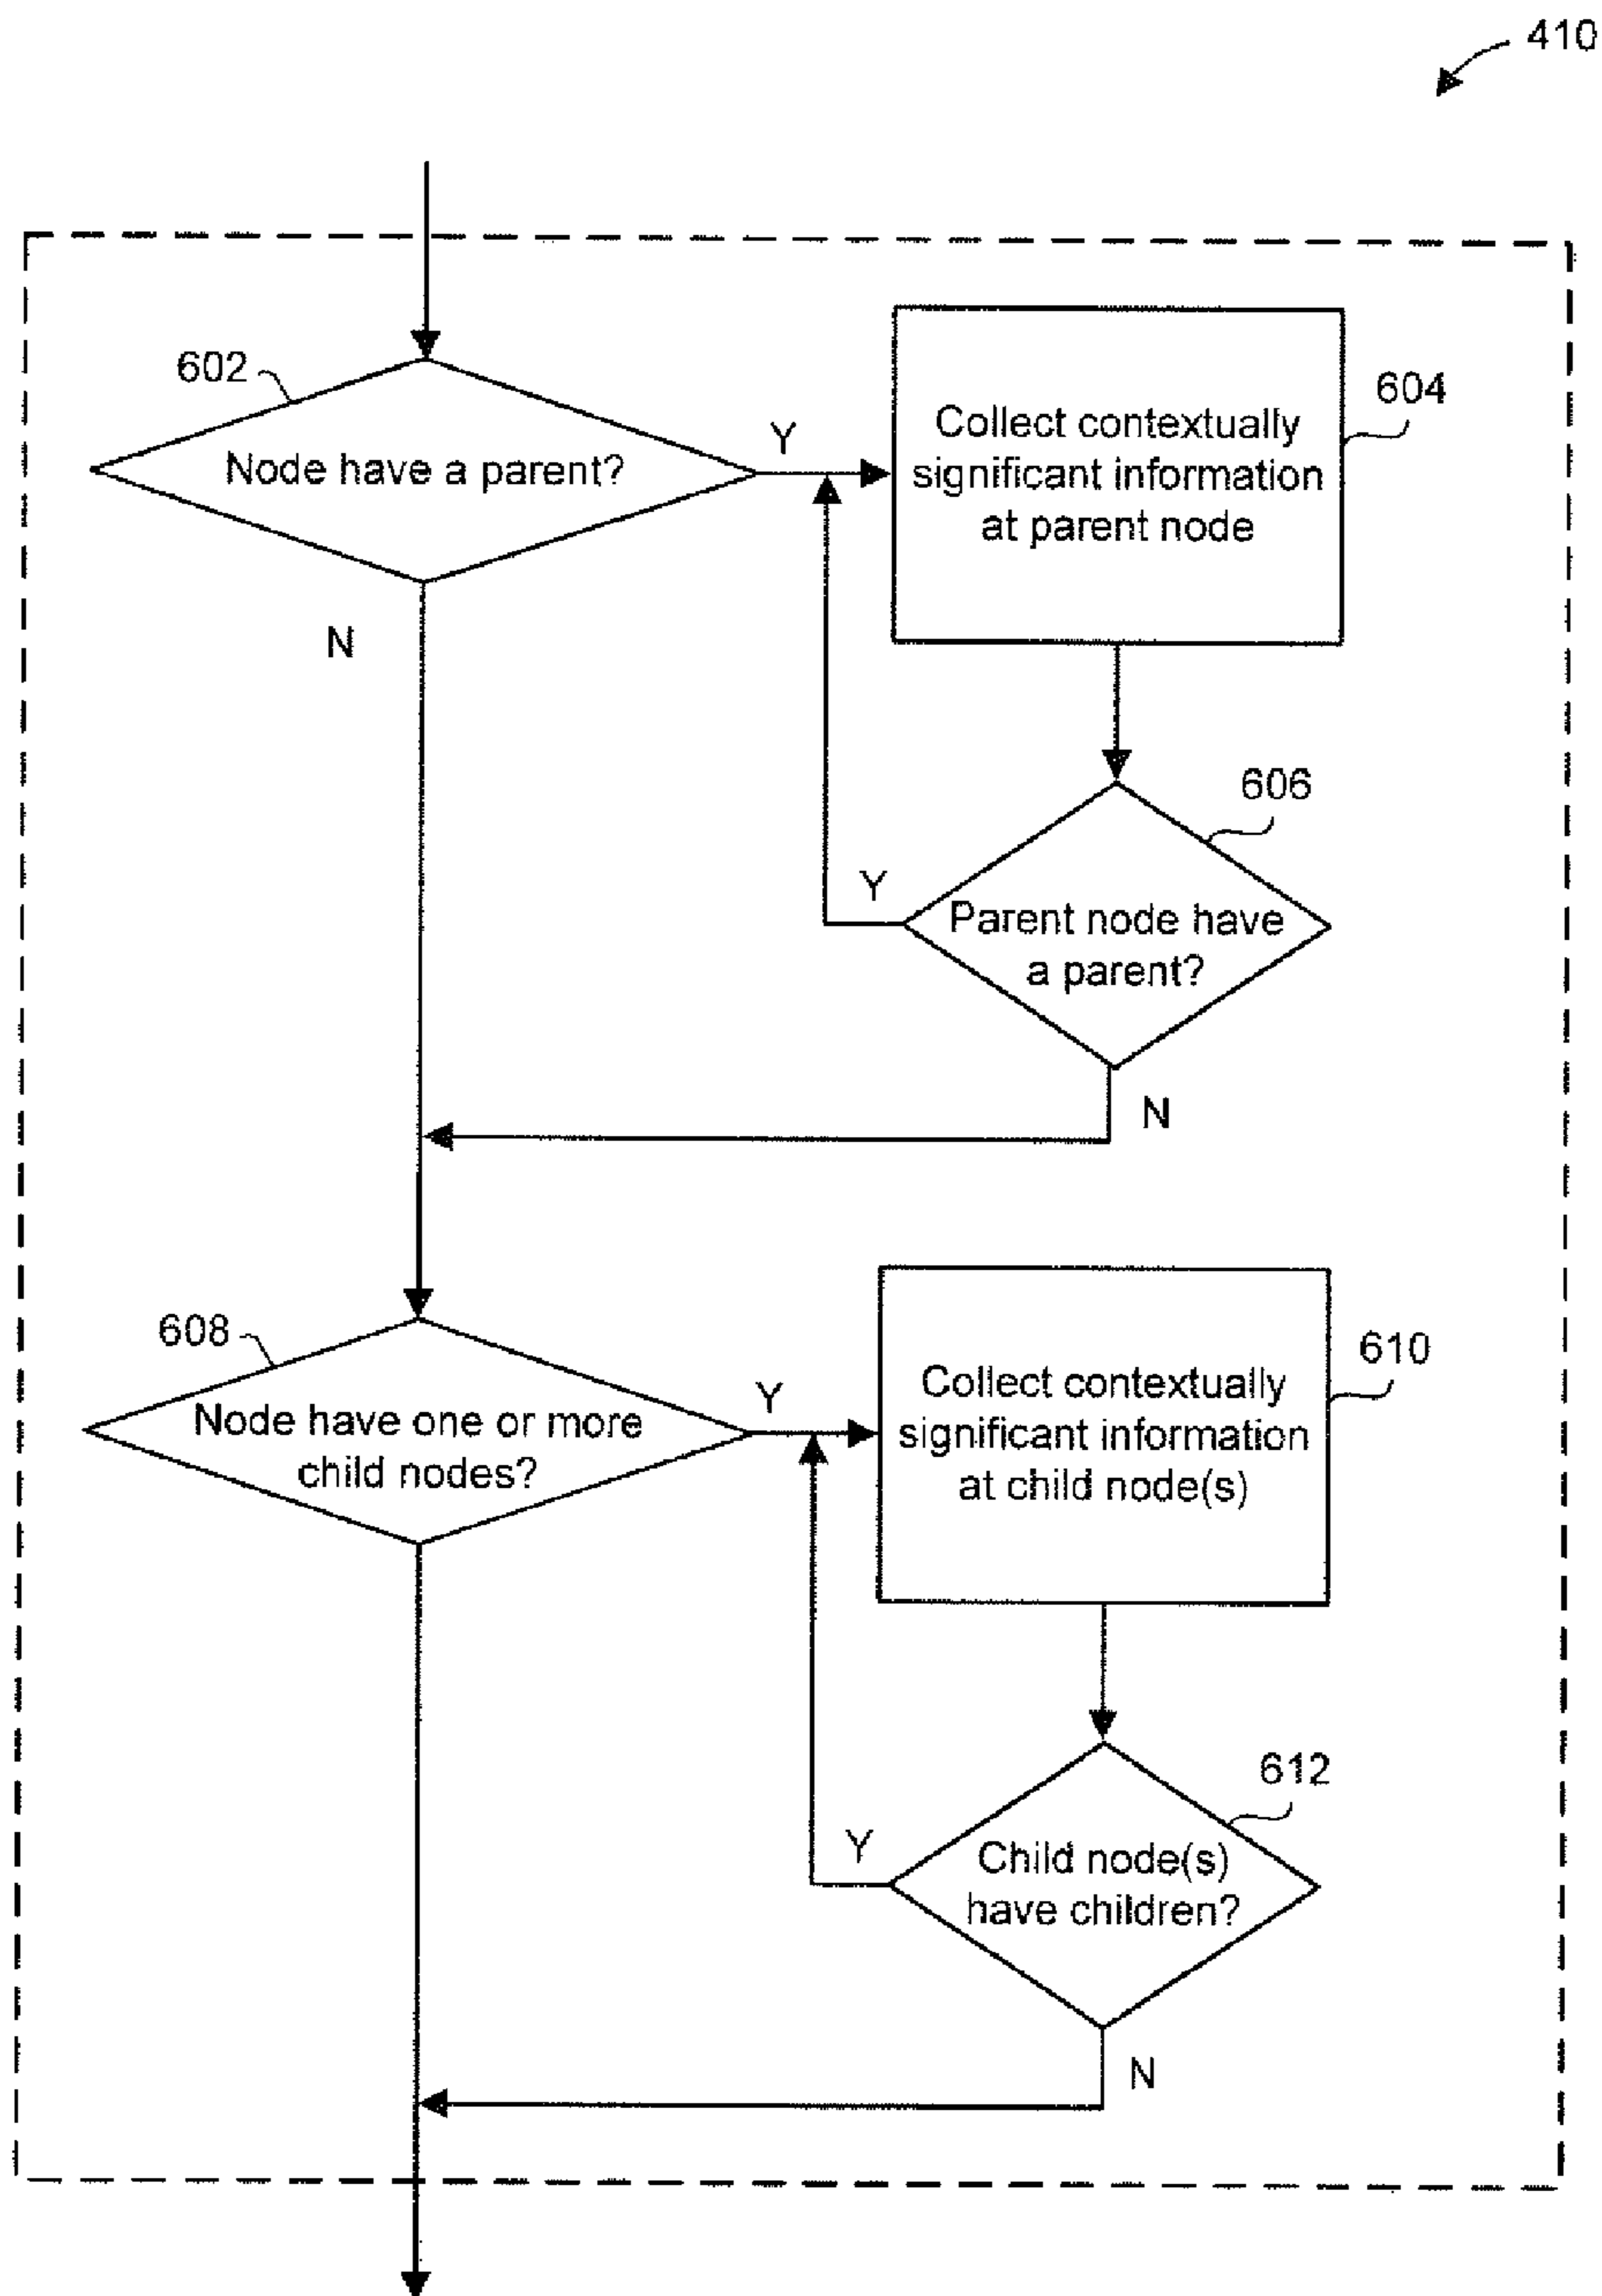 410
602
Node have a parent?
Y
Collect contextually
significant information
at parent node
604
N
606
Y
Parent node have
a parent?
N
608
Node have one or more
child nodes?
Y
Collect contextually
significant information
at child node(s)
610
612
Y
Child node(s)
have children?
N